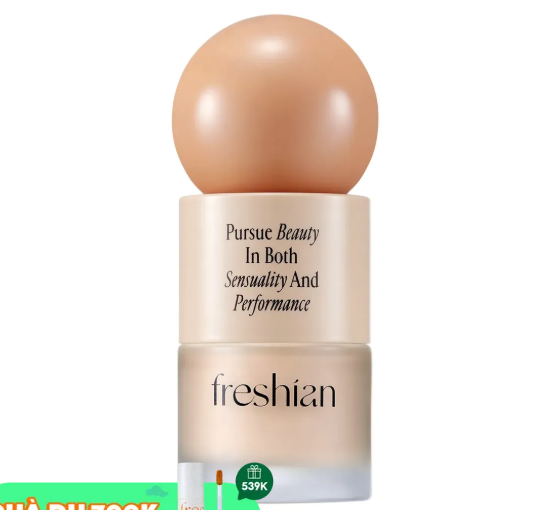 Pursue Beauty
In Both
Sensuality And
Performance
freshian
539K